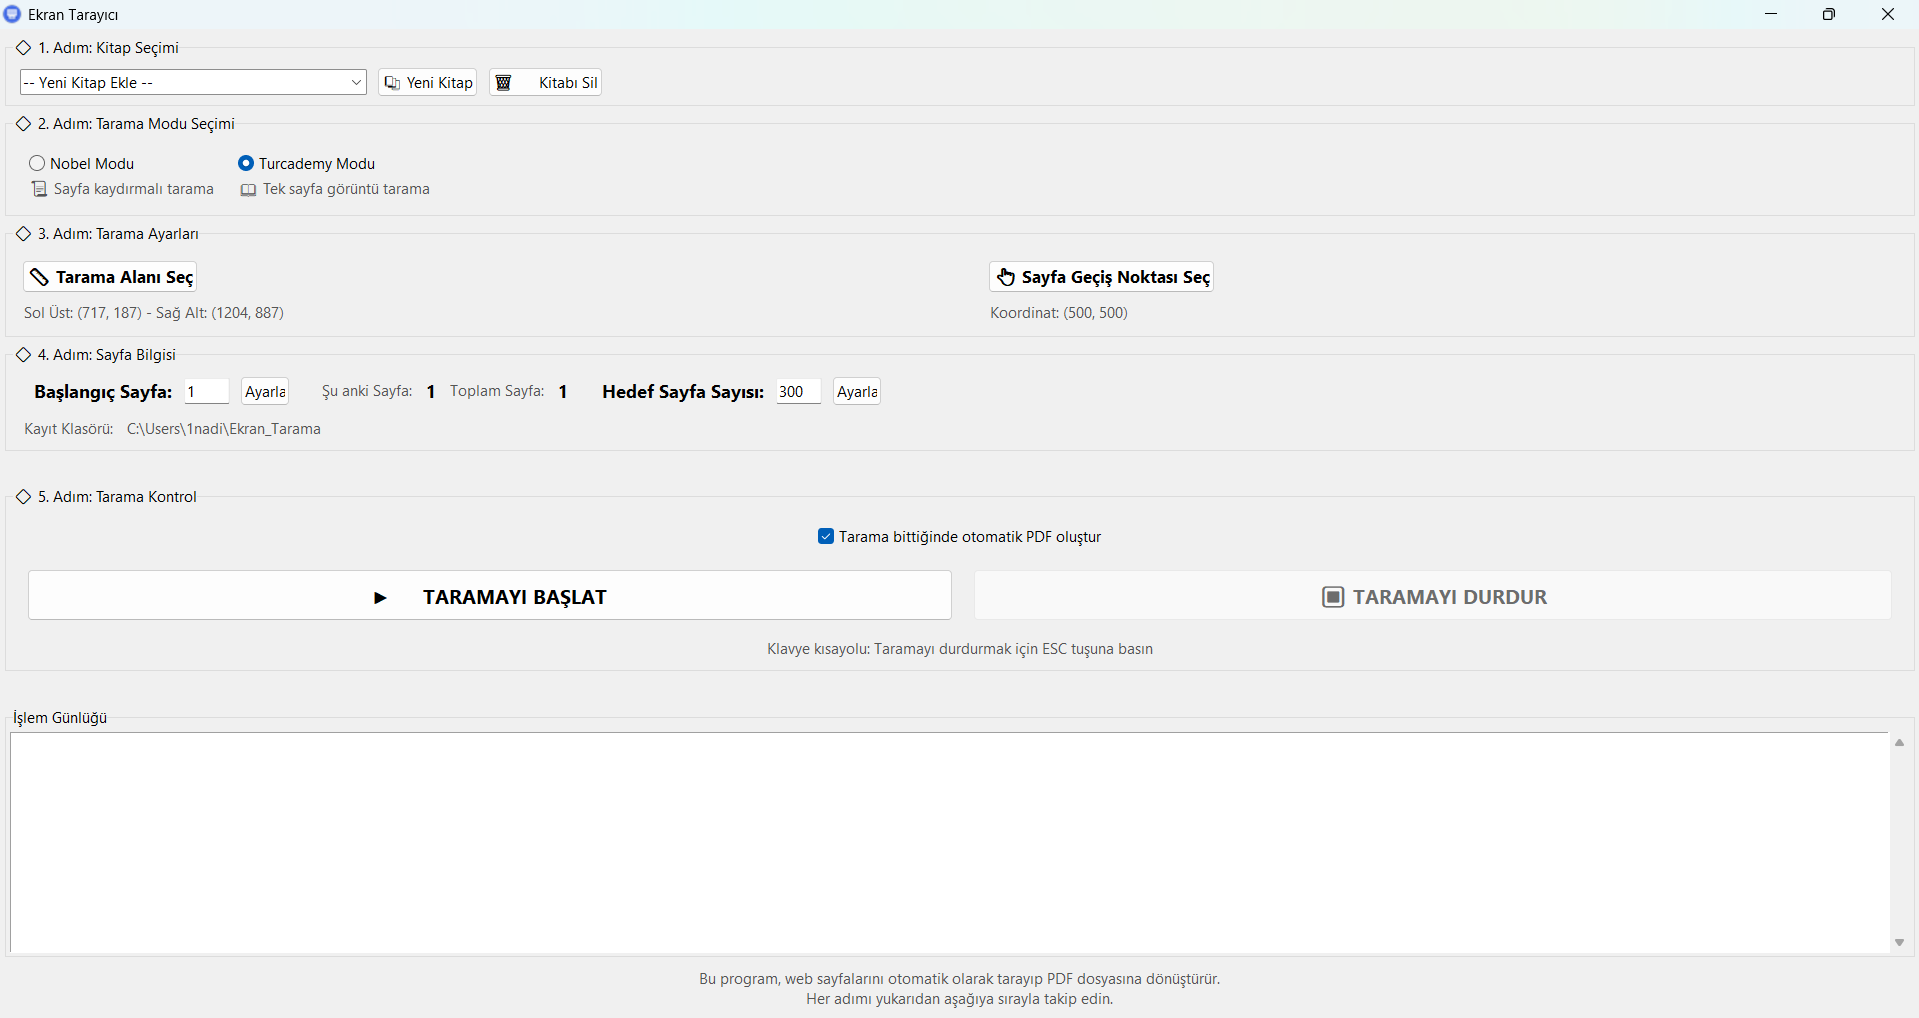 Ekran Tarayıcı
1. Adım: Kitap Seçimi
-- Yeni Kitap Ekle --
Yeni Kitap
Kitabı Sil
2. Adım: Tarama Modu Seçimi
Nobel Modu
Turcademy Modu
Sayfa kaydırmalı tarama
Tek sayfa görüntü tarama
3. Adım: Tarama Ayarları
Tarama Alanı Seç
Sayfa Geçiş Noktası Seç
Sol Üst: (717, 187) - Sağ Alt: (1204, 887)
Koordinat: (500, 500)
4. Adım: Sayfa Bilgisi
Başlangıç Sayfa: 1 Ayarla Şu anki Sayfa: 1 Toplam Sayfa: 1 Hedef Sayfa Sayısı: 300 Ayarla
Kayıt Klasörü: C:\Users\1nadi\Ekran_Tarama
5. Adım: Tarama Kontrol
Tarama bittiğinde otomatik PDF oluştur
TARAMAYI BAŞLAT
TARAMAYI DURDUR
Klavye kısayolu: Taramayı durdurmak için ESC tuşuna basın
İşlem Günlüğü
Bu program, web sayfalarını otomatik olarak tarayıp PDF dosyasına dönüştürür.
Her adımı yukarıdan aşağıya sırayla takip edin.